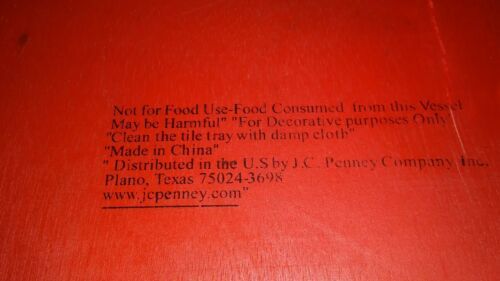 Not for Food Use-Food Consumed from this Vessel
May be Harmful" "For Decorative purposes Only"
"Clean the tile tray with damp cloth"
"Made in China"
" Distributed in the U.S by J.C. Penney Company, Inc,
Plano, Texas 75024-3698
www.jcpenney.com"